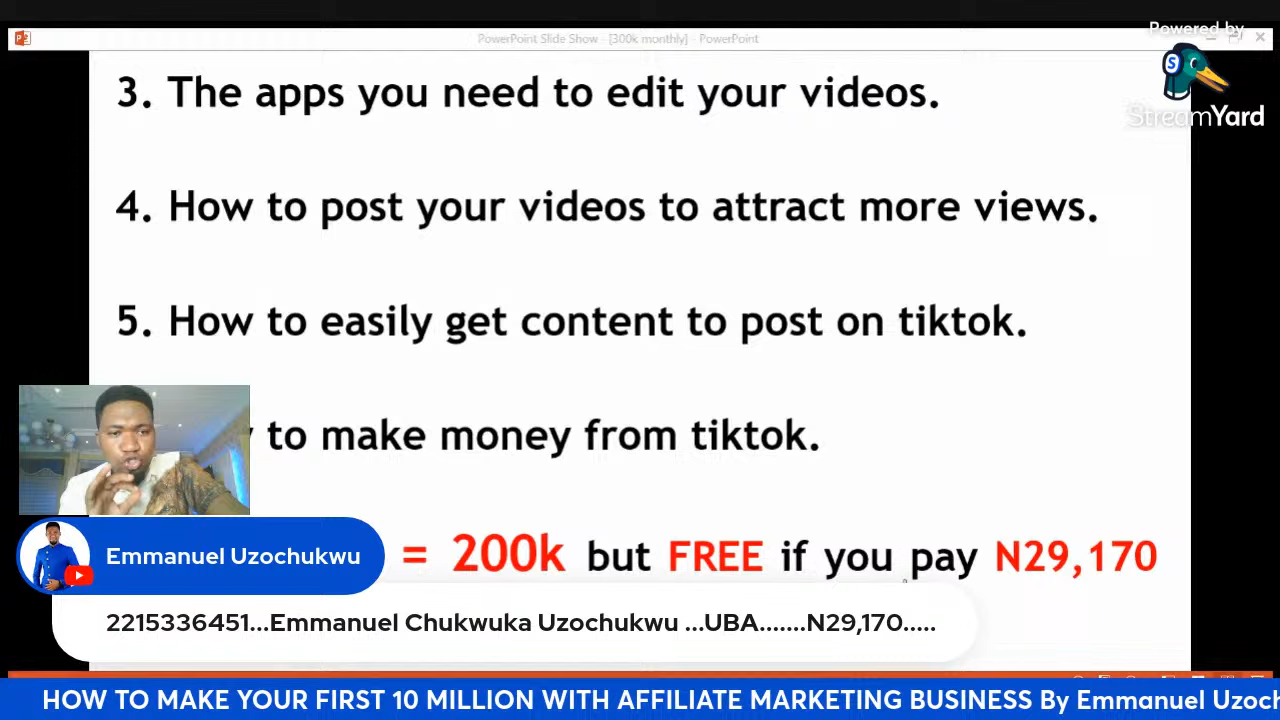 PowerPoint Slide Show - [300k monthly] - PowerPoint
Powered by
StreamYard
3. The apps you need to edit your videos.
4. How to post your videos to attract more views.
5. How to easily get content to post on tiktok.
to make money from tiktok.
= 200k but FREE if you pay N29,170
Emmanuel Uzochukwu
2215336451...Emmanuel Chukwuka Uzochukwu ...UBA.......N29,170.....
HOW TO MAKE YOUR FIRST 10 MILLION WITH AFFILIATE MARKETING BUSINESS By Emmanuel Uzoch